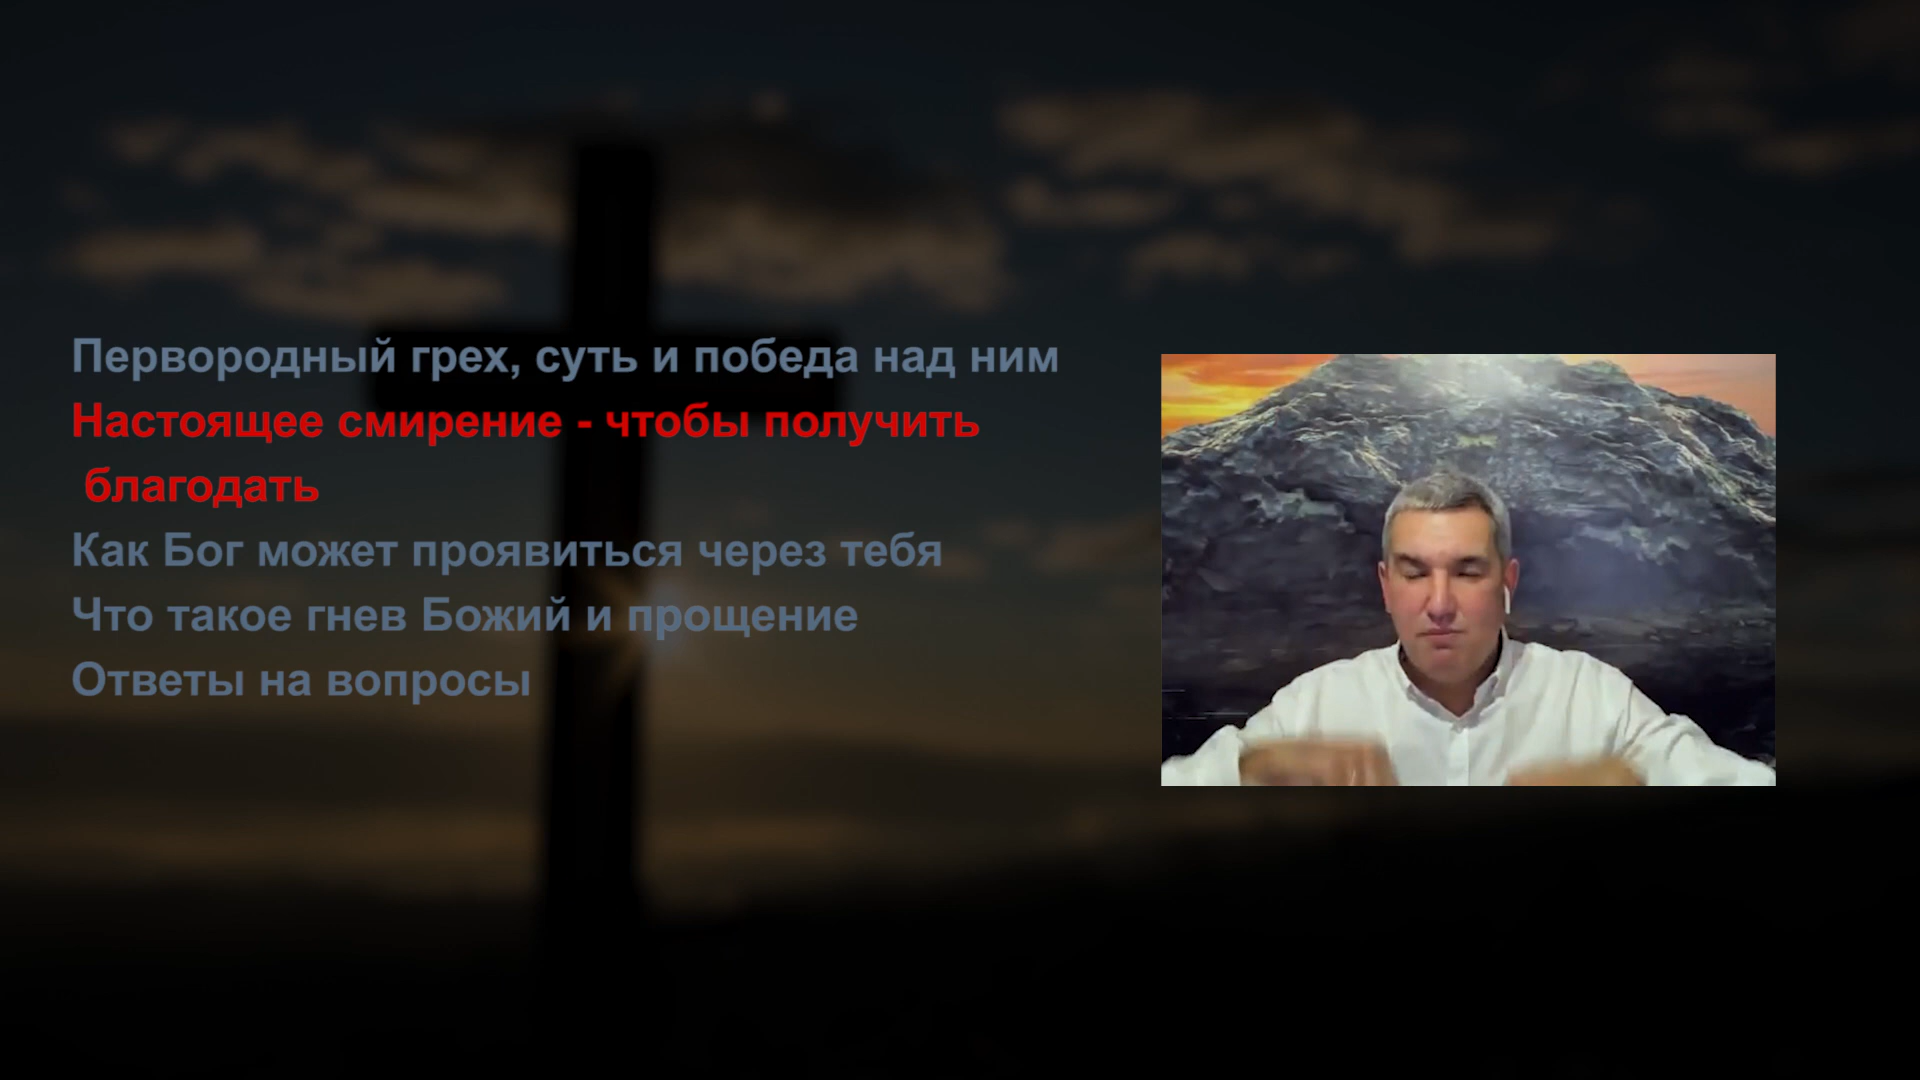 Первородный грех, суть и победа над ним
Настоящее смирение - чтобы получить
благодать
Как Бог может проявиться через тебя
Что такое гнев Божий и прощение
Ответы на вопросы